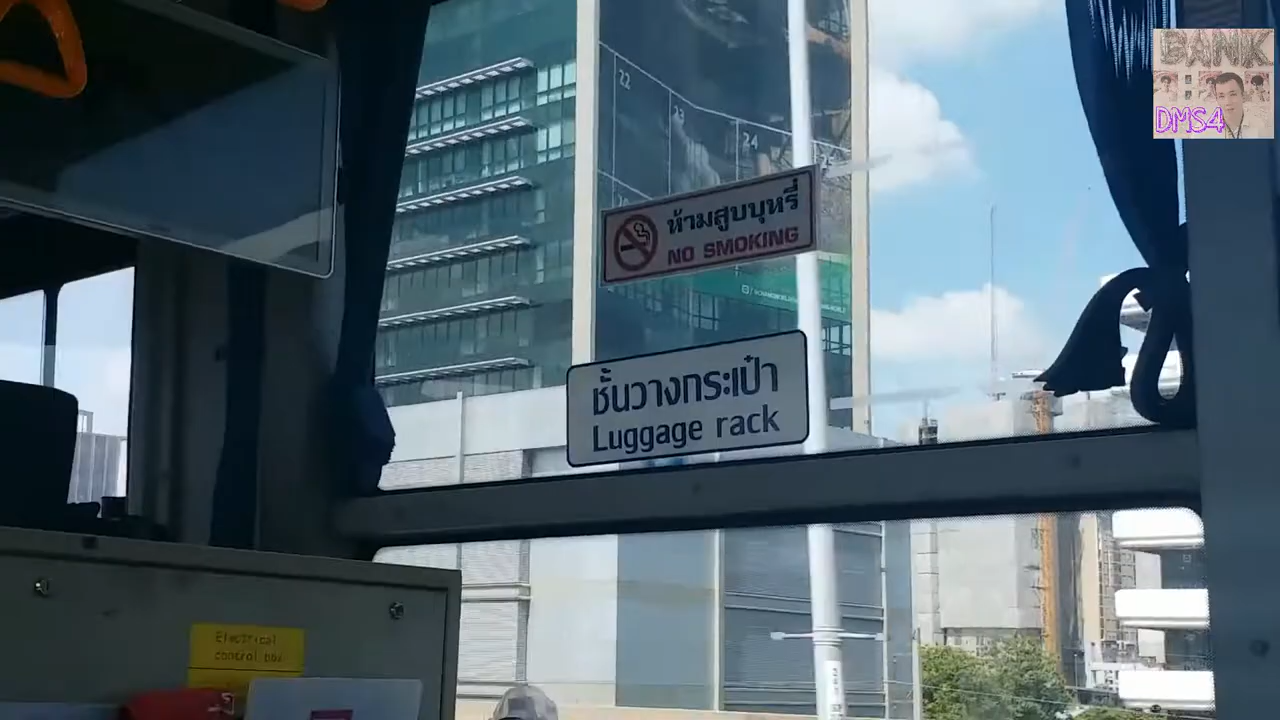 BANK
DMS4
22
23
24
ห้ามสูบบุหรี่
NO SMOKING
ชั้นวางกระเป๋า
Luggage rack
Electrical
control box